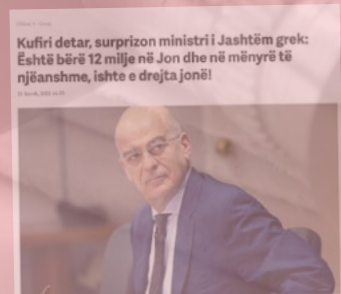 Kufiri detar, surprizon ministri i Jashtëm grek:
Është bërë 12 milje në Jon dhe në mënyrë të
njëanshme, ishte e drejta jonë!